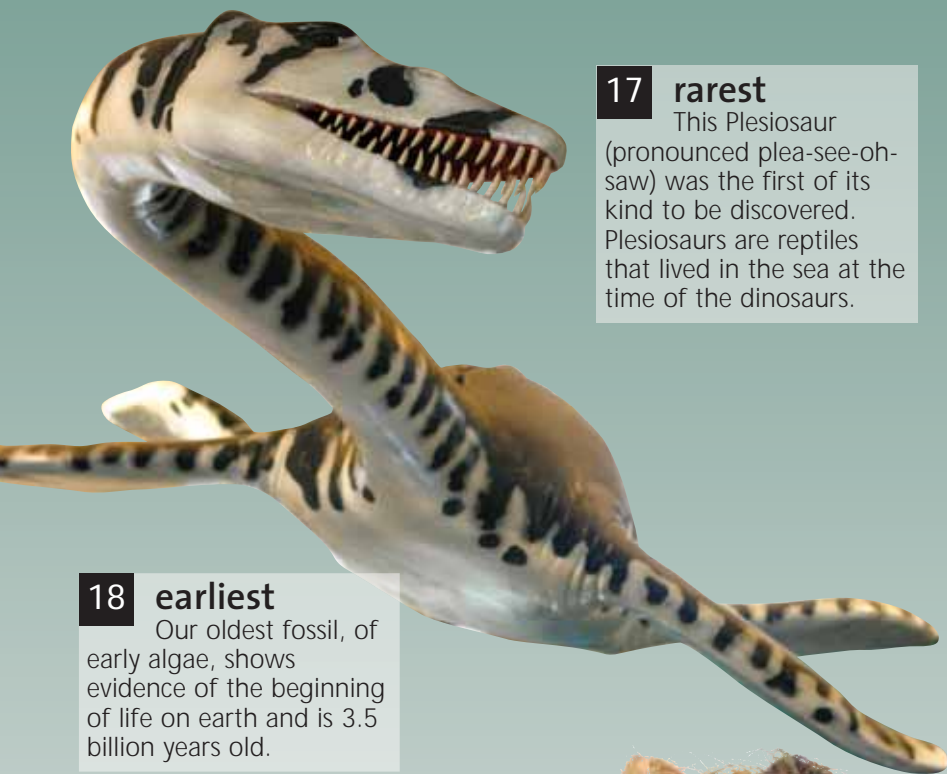 17 rarest
This Plesiosaur
(pronounced plea-see-oh-
saw) was the first of its
kind to be discovered.
Plesiosaurs are reptiles
that lived in the sea at the
time of the dinosaurs.
18 earliest
Our oldest fossil, of
early algae, shows
evidence of the beginning
of life on earth and is 3.5
billion years old.